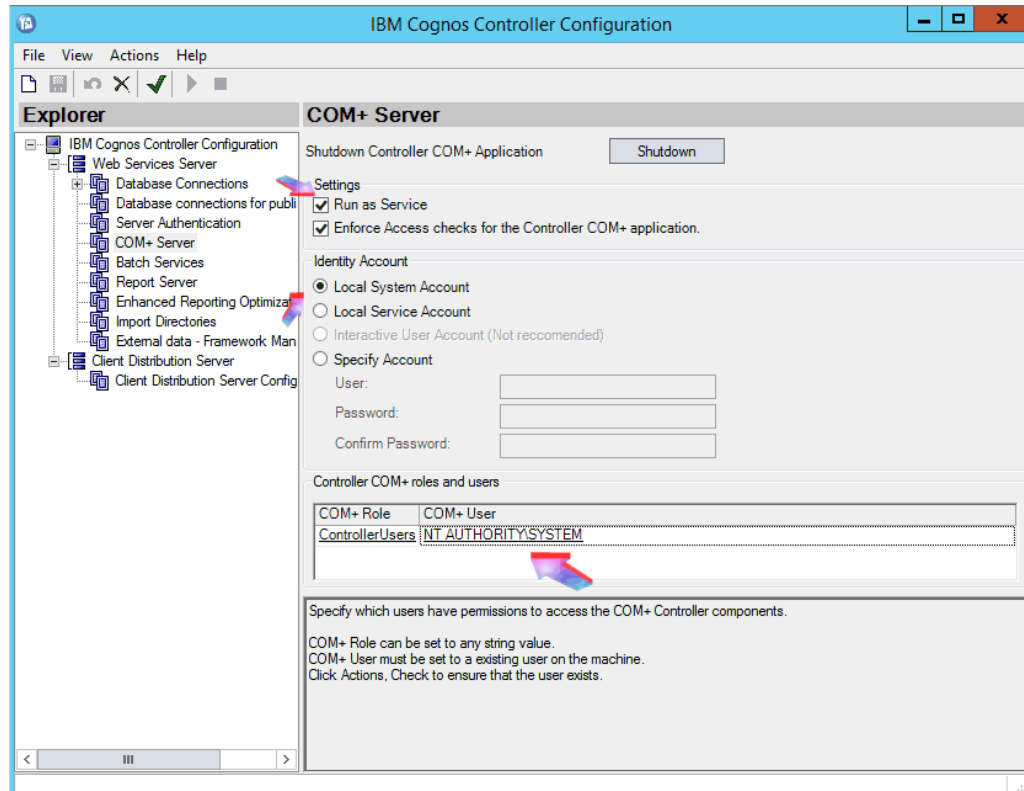 IBM Cognos Controller Configuration
File View Actions Help
Explorer
IBM Cognos Controller Configuration
Web Services Server
Database Connections
Database connections for publi
Server Authentication
COM+ Server
Batch Services
Report Server
Enhanced Reporting Optimizat
Import Directories
External data - Framework Man
Client Distribution Server
Client Distribution Server Config
COM+ Server
Shutdown Controller COM+ Application Shutdown
Settings
Run as Service
Enforce Access checks for the Controller COM+ application.
Identity Account
Local System Account
Local Service Account
Interactive User Account (Not reccomended)
Specify Account
User:
Password:
Confirm Password:
Controller COM+ roles and users
COM+ Role COM+ User
ControllerUsers NT AUTHORITY\SYSTEM
Specify which users have permissions to access the COM+ Controller components.
COM+ Role can be set to any string value.
COM+ User must be set to a existing user on the machine.
Click Actions, Check to ensure that the user exists.